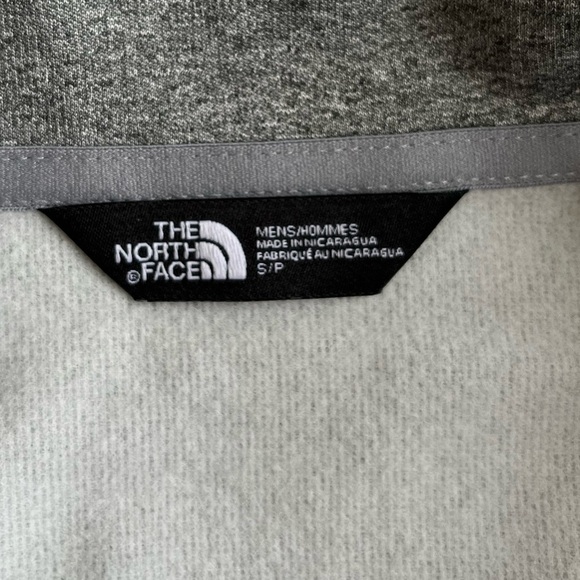 THE
NORTH
®FACE
MENS/HOMMES
MADE IN NICARAGUA
FABRIQUÉ AU NICARAGUA
S/P